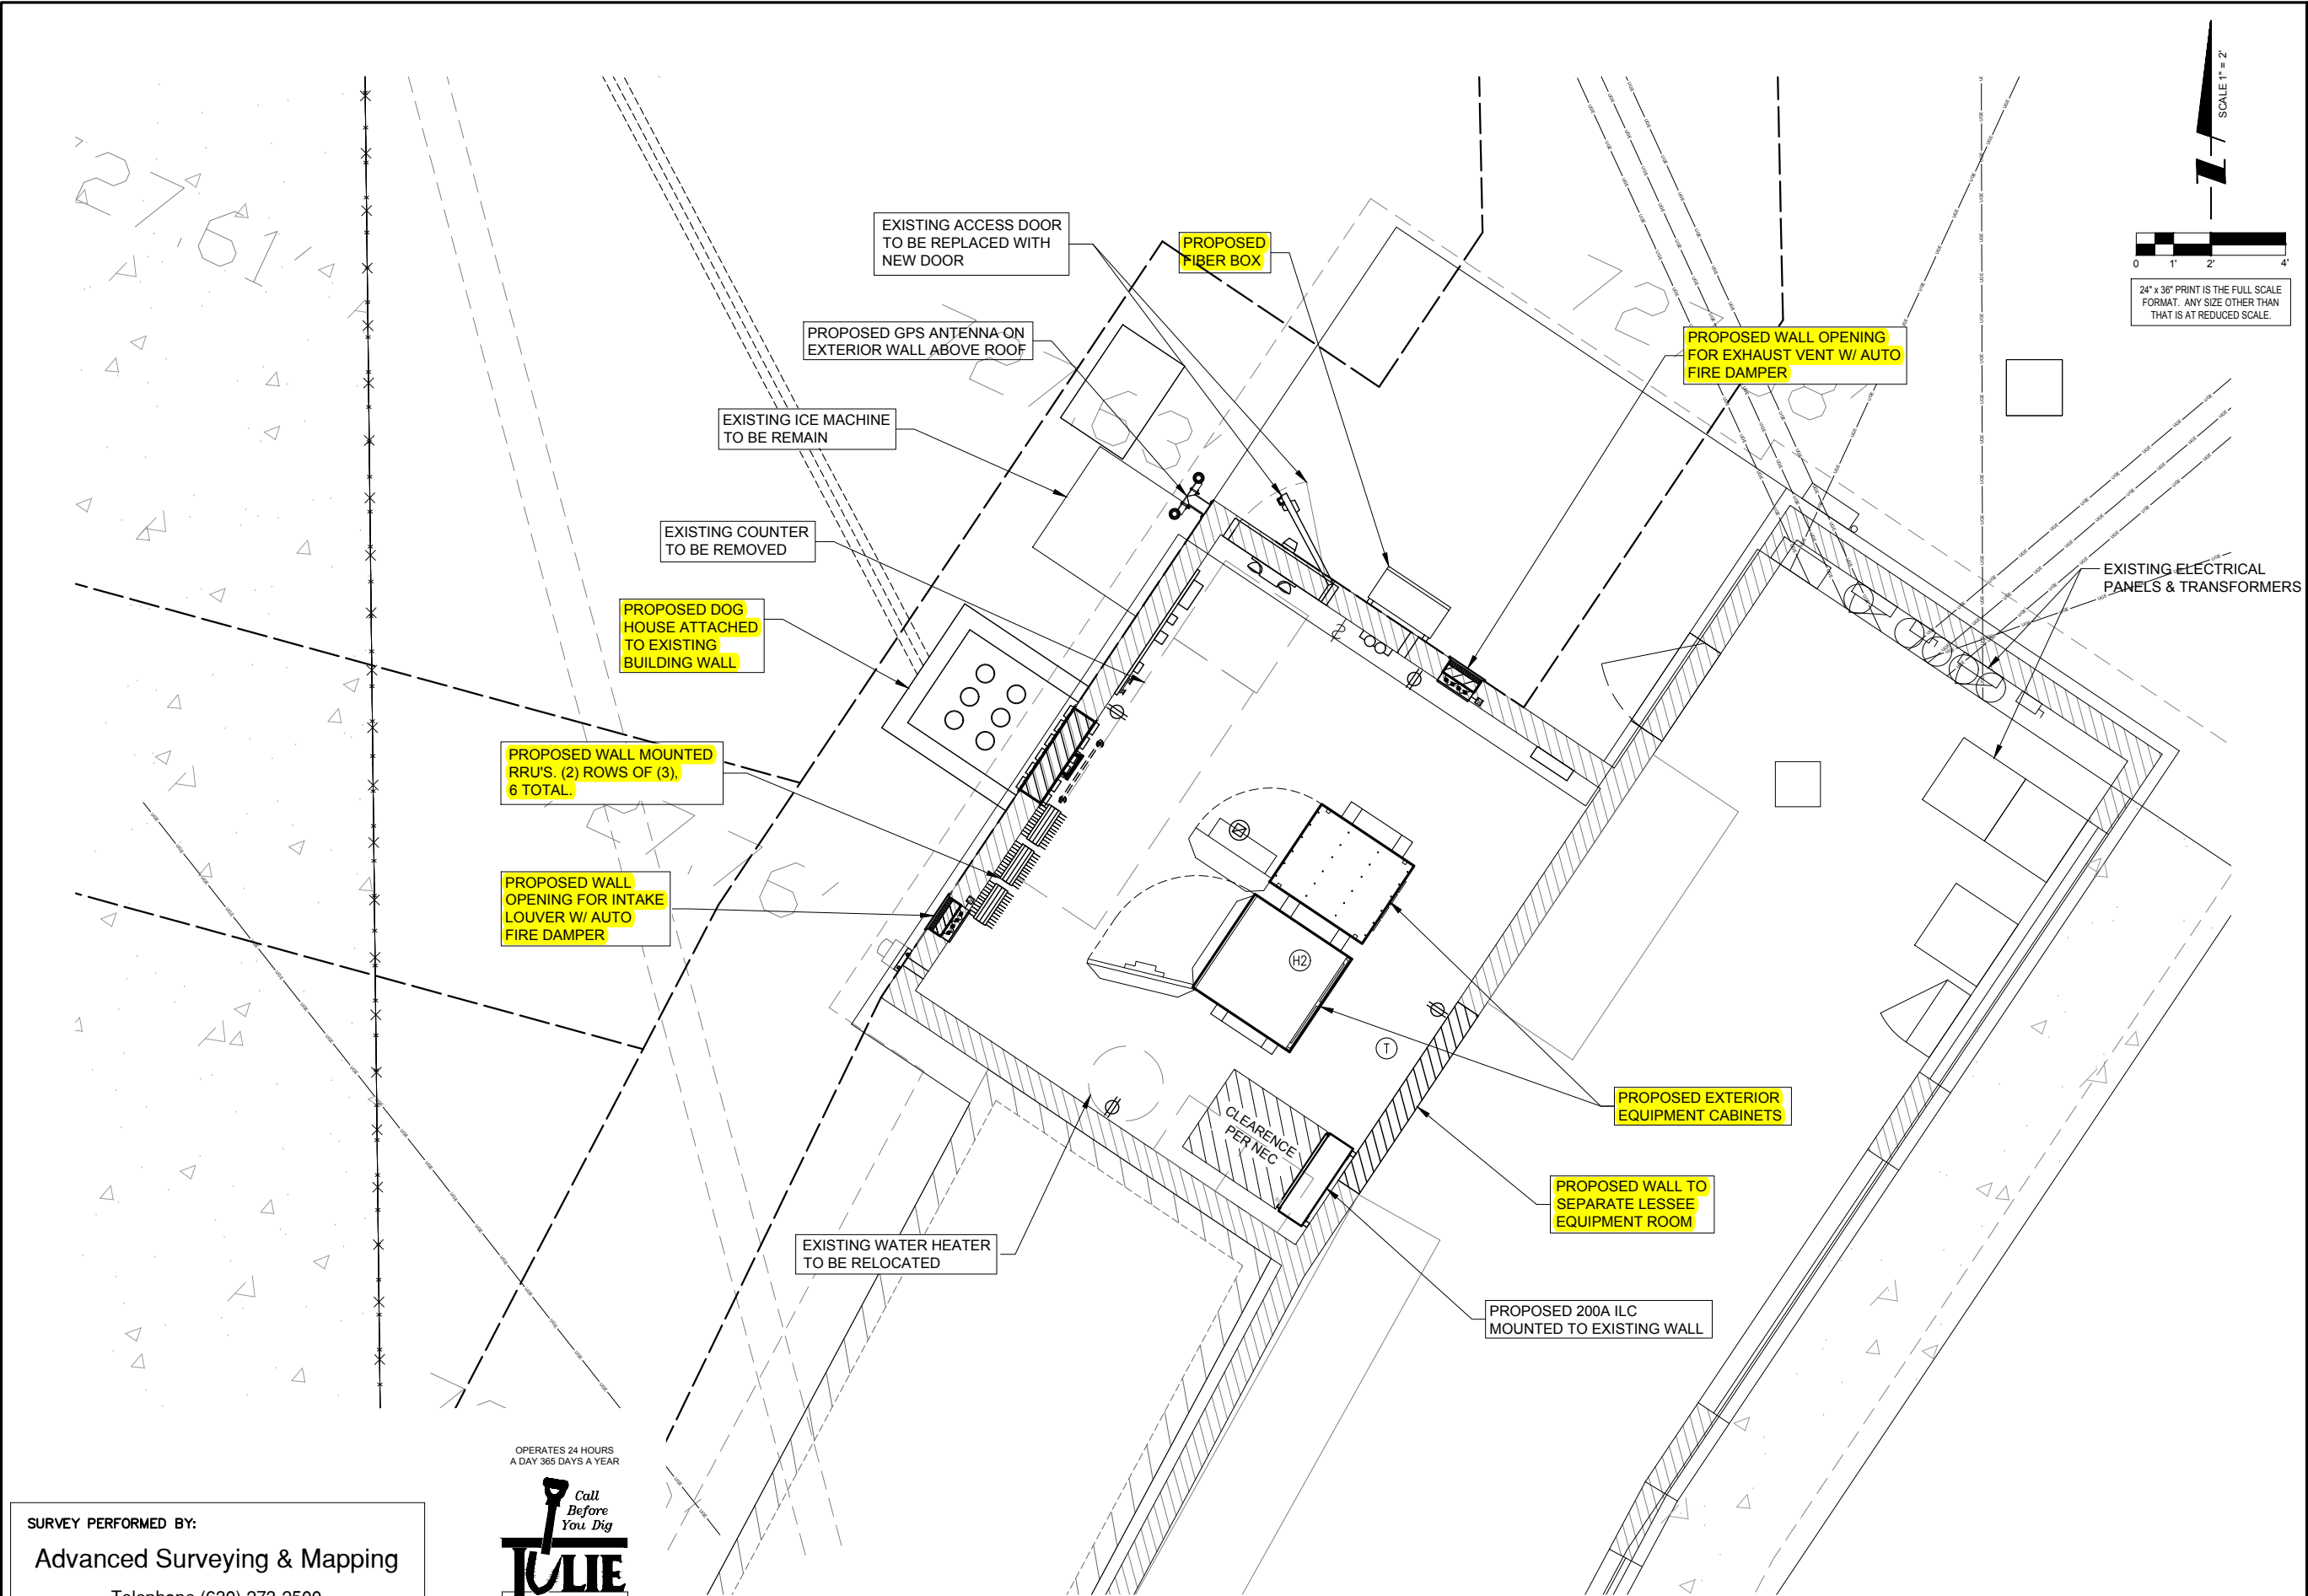 SCALE 1" = 2'
0 1' 2' 4'
24" x 36" PRINT IS THE FULL SCALE
FORMAT. ANY SIZE OTHER THAN
THAT IS AT REDUCED SCALE.
EXISTING ACCESS DOOR
TO BE REPLACED WITH
NEW DOOR
PROPOSED
FIBER BOX
PROPOSED GPS ANTENNA ON
EXTERIOR WALL ABOVE ROOF
PROPOSED WALL OPENING
FOR EXHAUST VENT W/ AUTO
FIRE DAMPER
EXISTING ICE MACHINE
TO BE REMAIN
EXISTING COUNTER
TO BE REMOVED
EXISTING ELECTRICAL
PANELS & TRANSFORMERS
PROPOSED DOG
HOUSE ATTACHED
TO EXISTING
BUILDING WALL
PROPOSED WALL MOUNTED
RRU'S. (2) ROWS OF (3),
6 TOTAL.
PROPOSED WALL
OPENING FOR INTAKE
LOUVER W/ AUTO
FIRE DAMPER
H2
T
PROPOSED EXTERIOR
EQUIPMENT CABINETS
CLEARENCE
PER NEC
PROPOSED WALL TO
SEPARATE LESSEE
EQUIPMENT ROOM
EXISTING WATER HEATER
TO BE RELOCATED
PROPOSED 200A ILC
MOUNTED TO EXISTING WALL
OPERATES 24 HOURS
A DAY 365 DAYS A YEAR
Call
Before
You Dig
JULIE
SURVEY PERFORMED BY:
Advanced Surveying & Mapping
Telephone (630) 273-2500